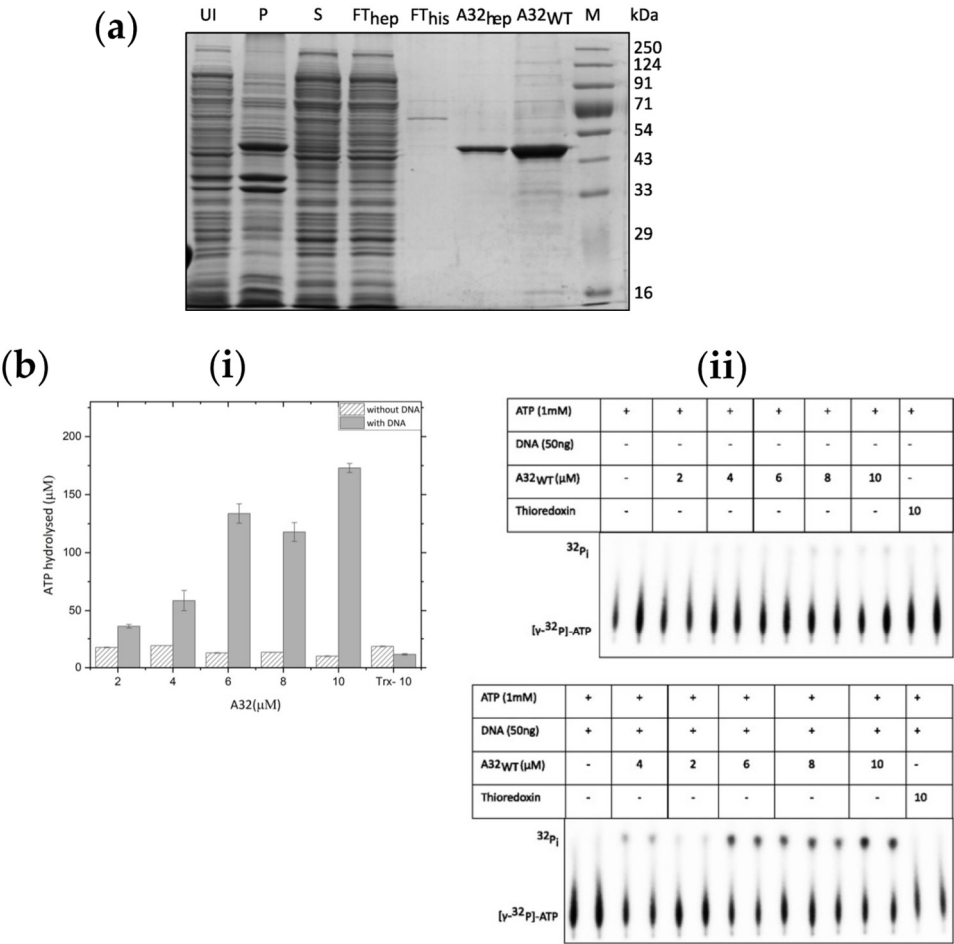 (a)
UI P S FThep FThis A32hep A32WT M kDa
250
124
91
71
54
43
33
29
16
(b) (i) (ii)
without DNA
with DNA
ATP hydrolysed (μM)
200
150
100
50
0
2 4 6 8 10 Trx- 10
A32(μM)
ATP (1mM) + + + + + + +
DNA (50ng) - - - - - - -
A32WT(μM) - 2 4 6 8 10 -
Thioredoxin - - - - - - 10
32Pi
[γ-32P]-ATP
ATP (1mM) + + + + + + +
DNA (50ng) + + + + + + +
A32WT(μM) - 4 2 6 8 10 -
Thioredoxin - - - - - - 10
32Pi
[γ-32P]-ATP